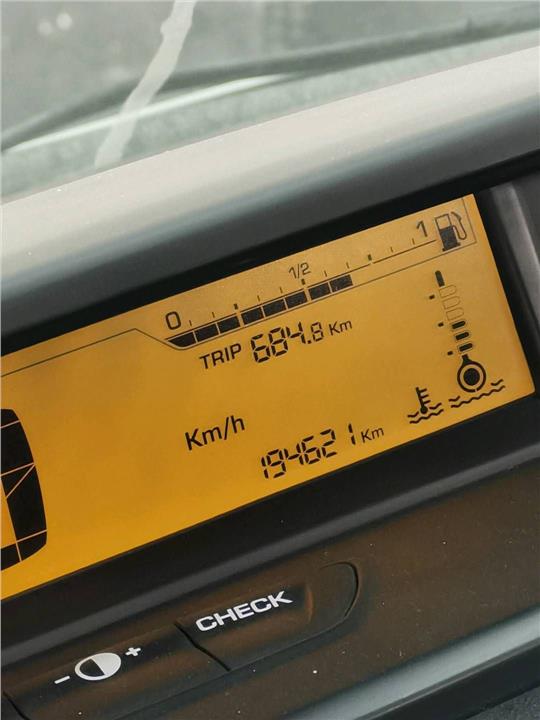 0 1/2 1
TRIP 684.8 Km
Km/h
194621 Km
CHECK
- +